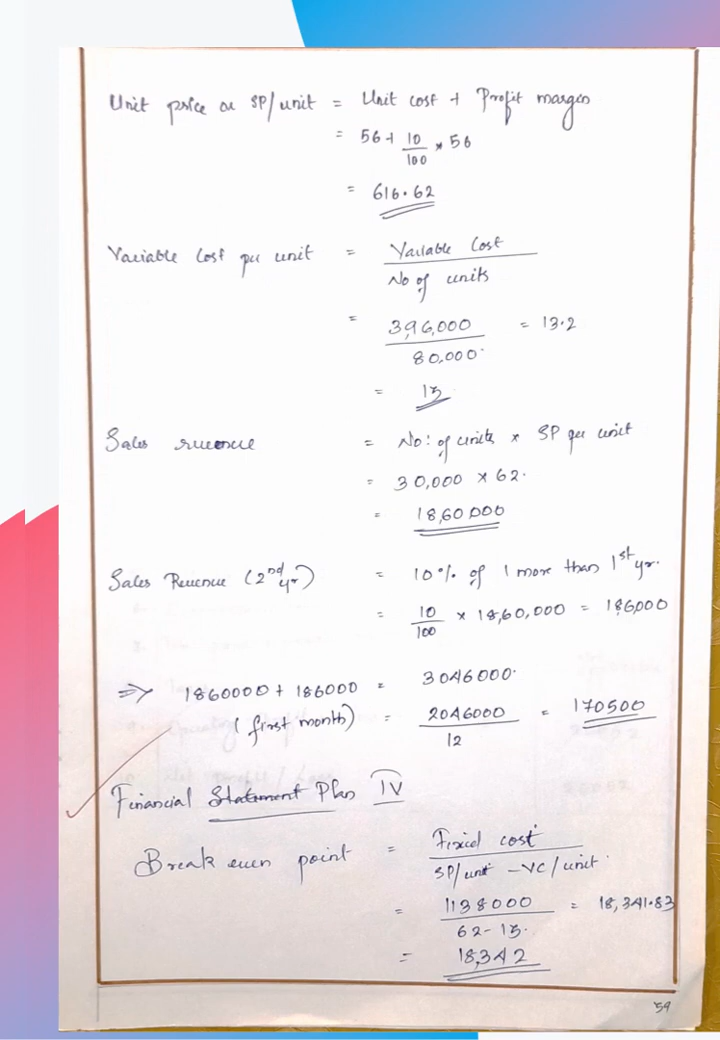 Unit price or SP/unit = Unit cost + Profit margin
= 56 + 10/100 * 56
= 616.62
Variable Cost per unit = Variable Cost / No of units
= 396,000 / 80,000 = 13.2
= 13
Sales revenue = No: of units x SP per unit
= 30,000 x 62.
= 18,60,000
Sales Revenue (2nd yr) = 10% of 1 more than 1st yr.
= 10/100 x 18,60,000 = 186000
=> 1860000 + 186000 = 3046000.
(first month) = 2046000 / 12 = 170500
Financial Statement Plan IV
Break even point = Fixed cost / SP/unit - VC/unit.
= 1138000 / 62-13. = 18,341.83
= 18,342
59